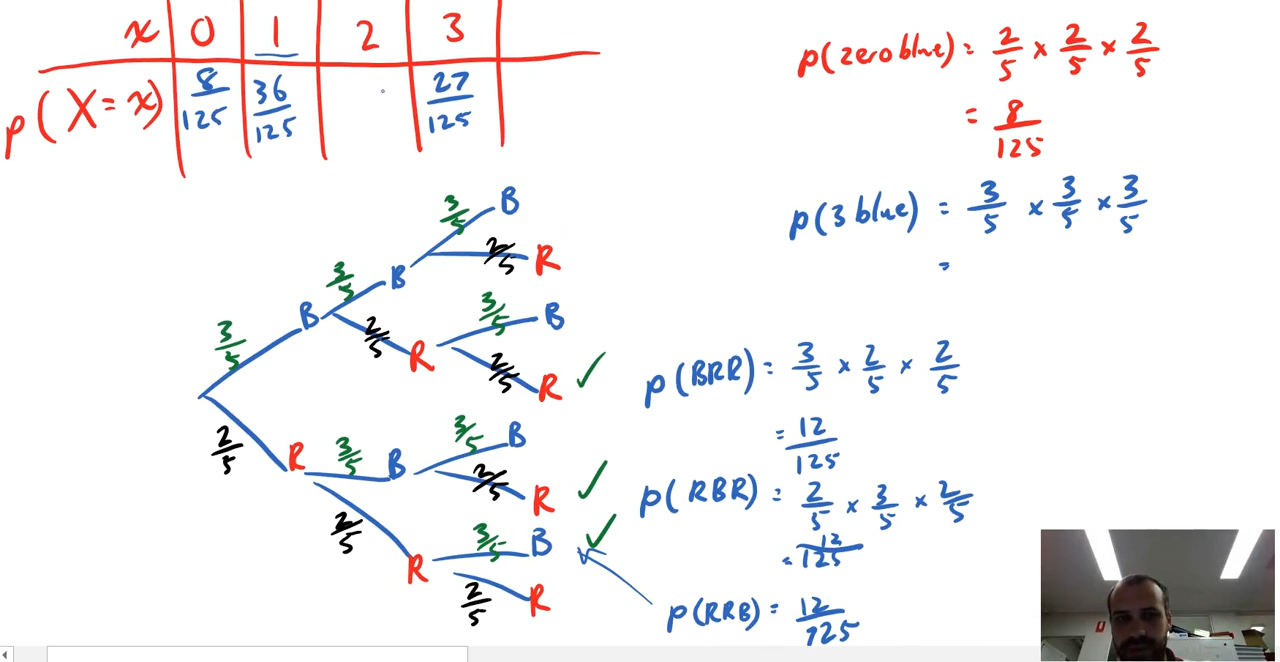 x 0 1 2 3
p(X=x) 8/125 36/125 27/125
p(zero blue) = 2/5 × 2/5 × 2/5
= 8/125
p(3 blue) = 3/5 × 3/5 × 3/5
=
3/5 B
3/5 B
2/5 R
3/5 B
3/5 B
2/5 R
2/5 R ✓
2/5 R
3/5 B
3/5 B
2/5 R ✓
2/5 R
3/5 B ✓
2/5 R
p(BRR) = 3/5 × 2/5 × 2/5
= 12/125
p(RBR) = 2/5 × 3/5 × 2/5
= 12/125
p(RRB) = 12/125